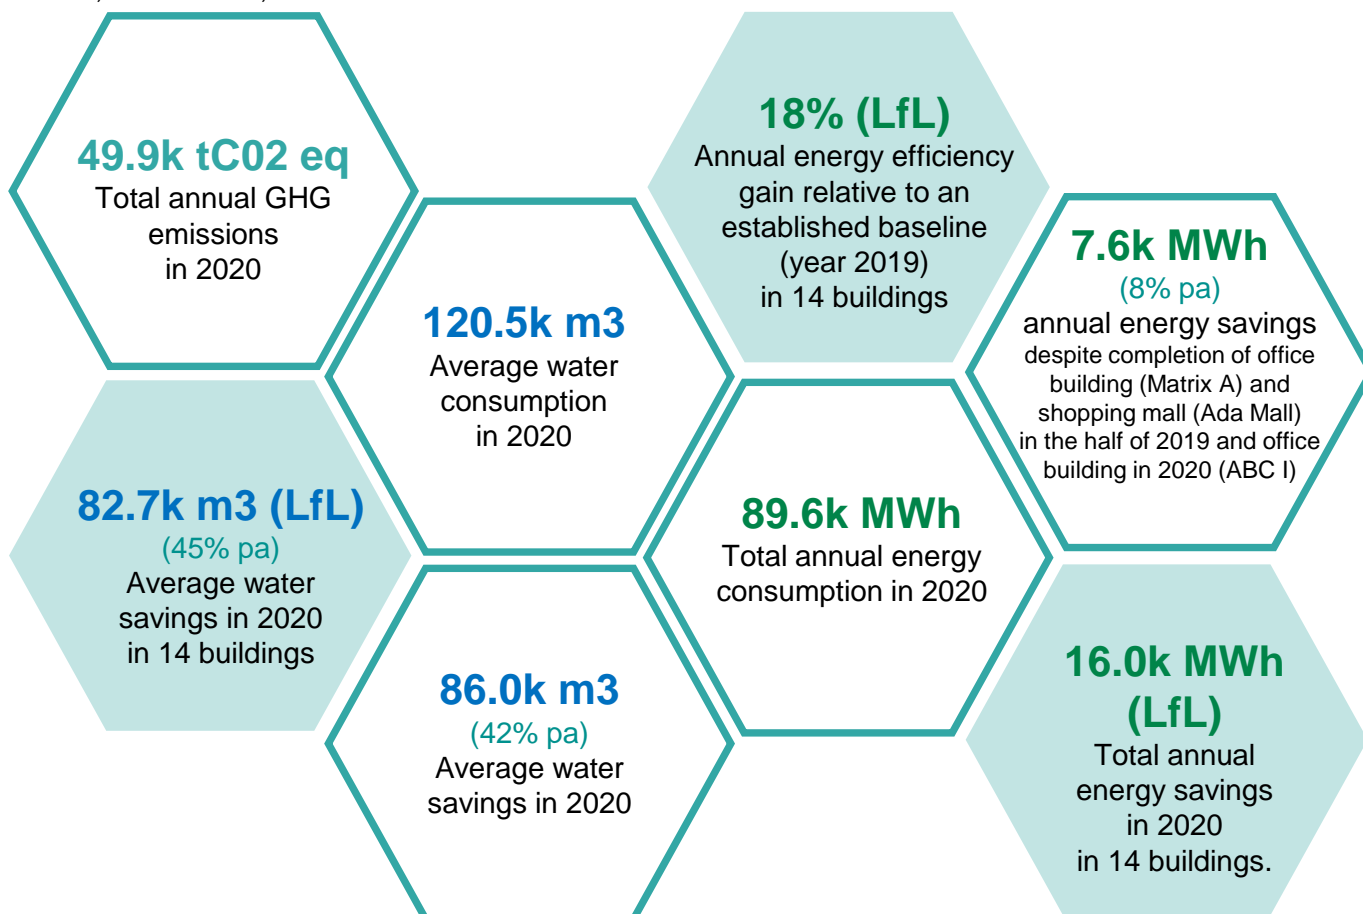 49.9k tC02 eq
Total annual GHG
emissions
in 2020
18% (LfL)
Annual energy efficiency
gain relative to an
established baseline
(year 2019)
in 14 buildings
7.6k MWh
(8% pa)
annual energy savings
despite completion of office
building (Matrix A) and
shopping mall (Ada Mall)
in the half of 2019 and office
building in 2020 (ABC I)
120.5k m3
Average water
consumption
in 2020
82.7k m3 (LfL)
(45% pa)
Average water
savings in 2020
in 14 buildings
89.6k MWh
Total annual energy
consumption in 2020
86.0k m3
(42% pa)
Average water
savings in 2020
16.0k MWh
(LfL)
Total annual
energy savings
in 2020
in 14 buildings.